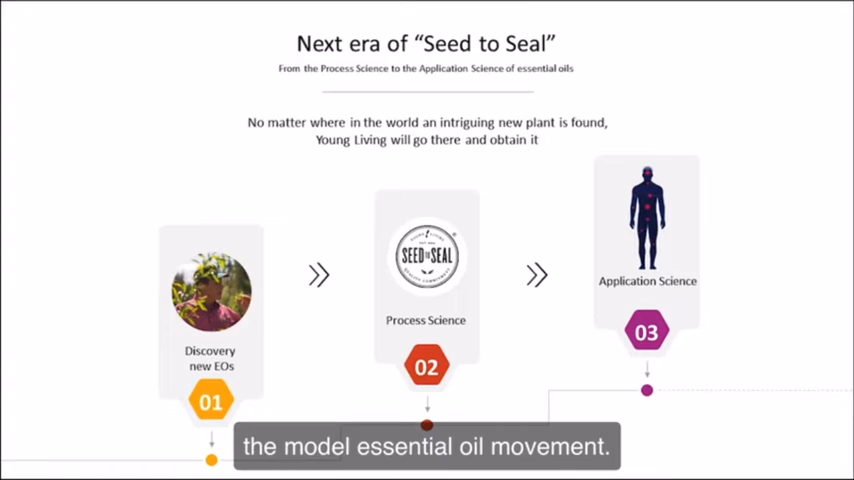 Next era of “Seed to Seal”
From the Process Science to the Application Science of essential oils
No matter where in the world an intriguing new plant is found,
Young Living will go there and obtain it
Discovery
new EOs
01
SEED TO SEAL
QUALITY COMMITMENT
Process Science
02
Application Science
03
the model essential oil movement.